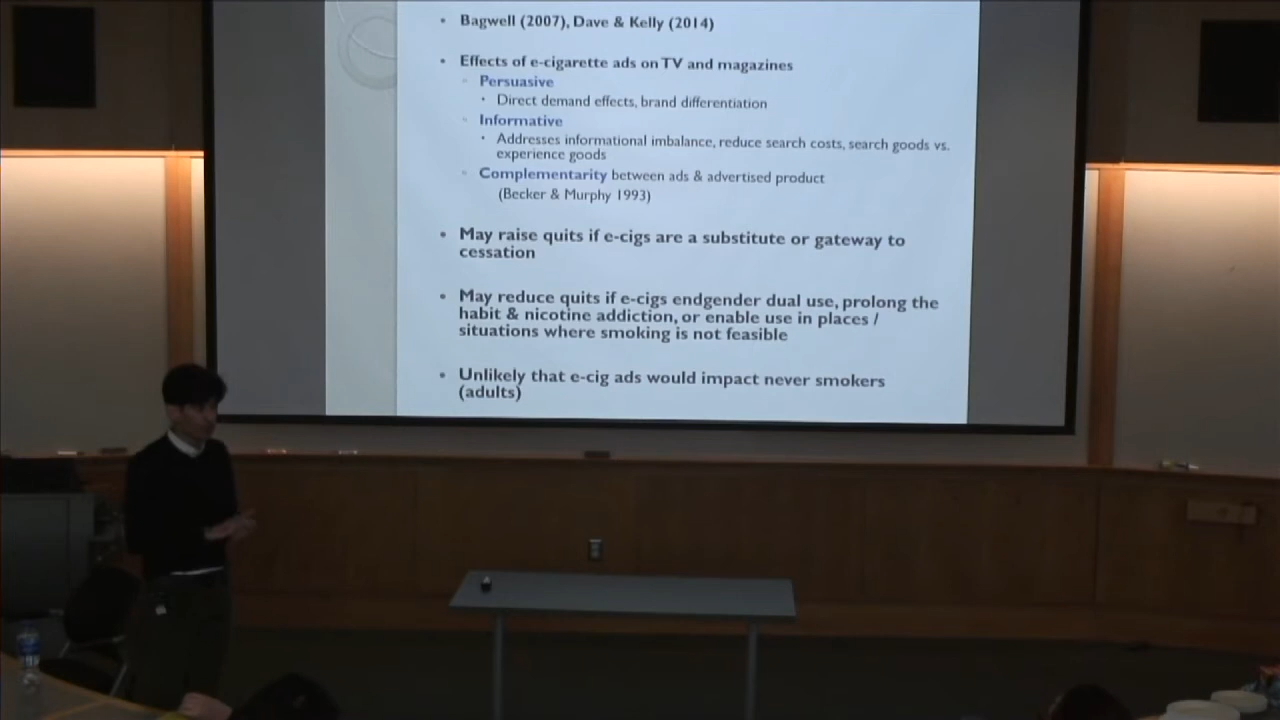 • Bagwell (2007), Dave & Kelly (2014)
• Effects of e-cigarette ads on TV and magazines
Persuasive
• Direct demand effects, brand differentiation
Informative
• Addresses informational imbalance, reduce search costs, search goods vs.
experience goods
Complementarity between ads & advertised product
(Becker & Murphy 1993)
• May raise quits if e-cigs are a substitute or gateway to
cessation
• May reduce quits if e-cigs endgender dual use, prolong the
habit & nicotine addiction, or enable use in places /
situations where smoking is not feasible
• Unlikely that e-cig ads would impact never smokers
(adults)